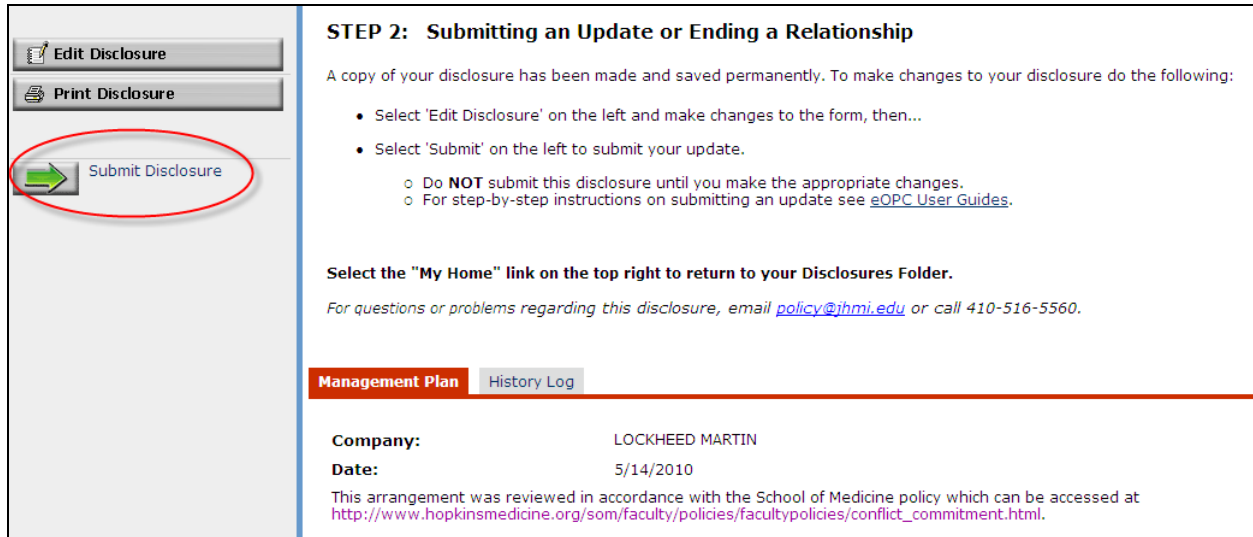 Edit Disclosure
Print Disclosure
Submit Disclosure
STEP 2: Submitting an Update or Ending a Relationship
A copy of your disclosure has been made and saved permanently. To make changes to your disclosure do the following:
• Select 'Edit Disclosure' on the left and make changes to the form, then...
• Select 'Submit' on the left to submit your update.
o Do NOT submit this disclosure until you make the appropriate changes.
o For step-by-step instructions on submitting an update see eOPC User Guides.
Select the "My Home" link on the top right to return to your Disclosures Folder.
For questions or problems regarding this disclosure, email policy@jhmi.edu or call 410-516-5560.
Management Plan History Log
Company: LOCKHEED MARTIN
Date: 5/14/2010
This arrangement was reviewed in accordance with the School of Medicine policy which can be accessed at
http://www.hopkinsmedicine.org/som/faculty/policies/facultypolicies/conflict_commitment.html.